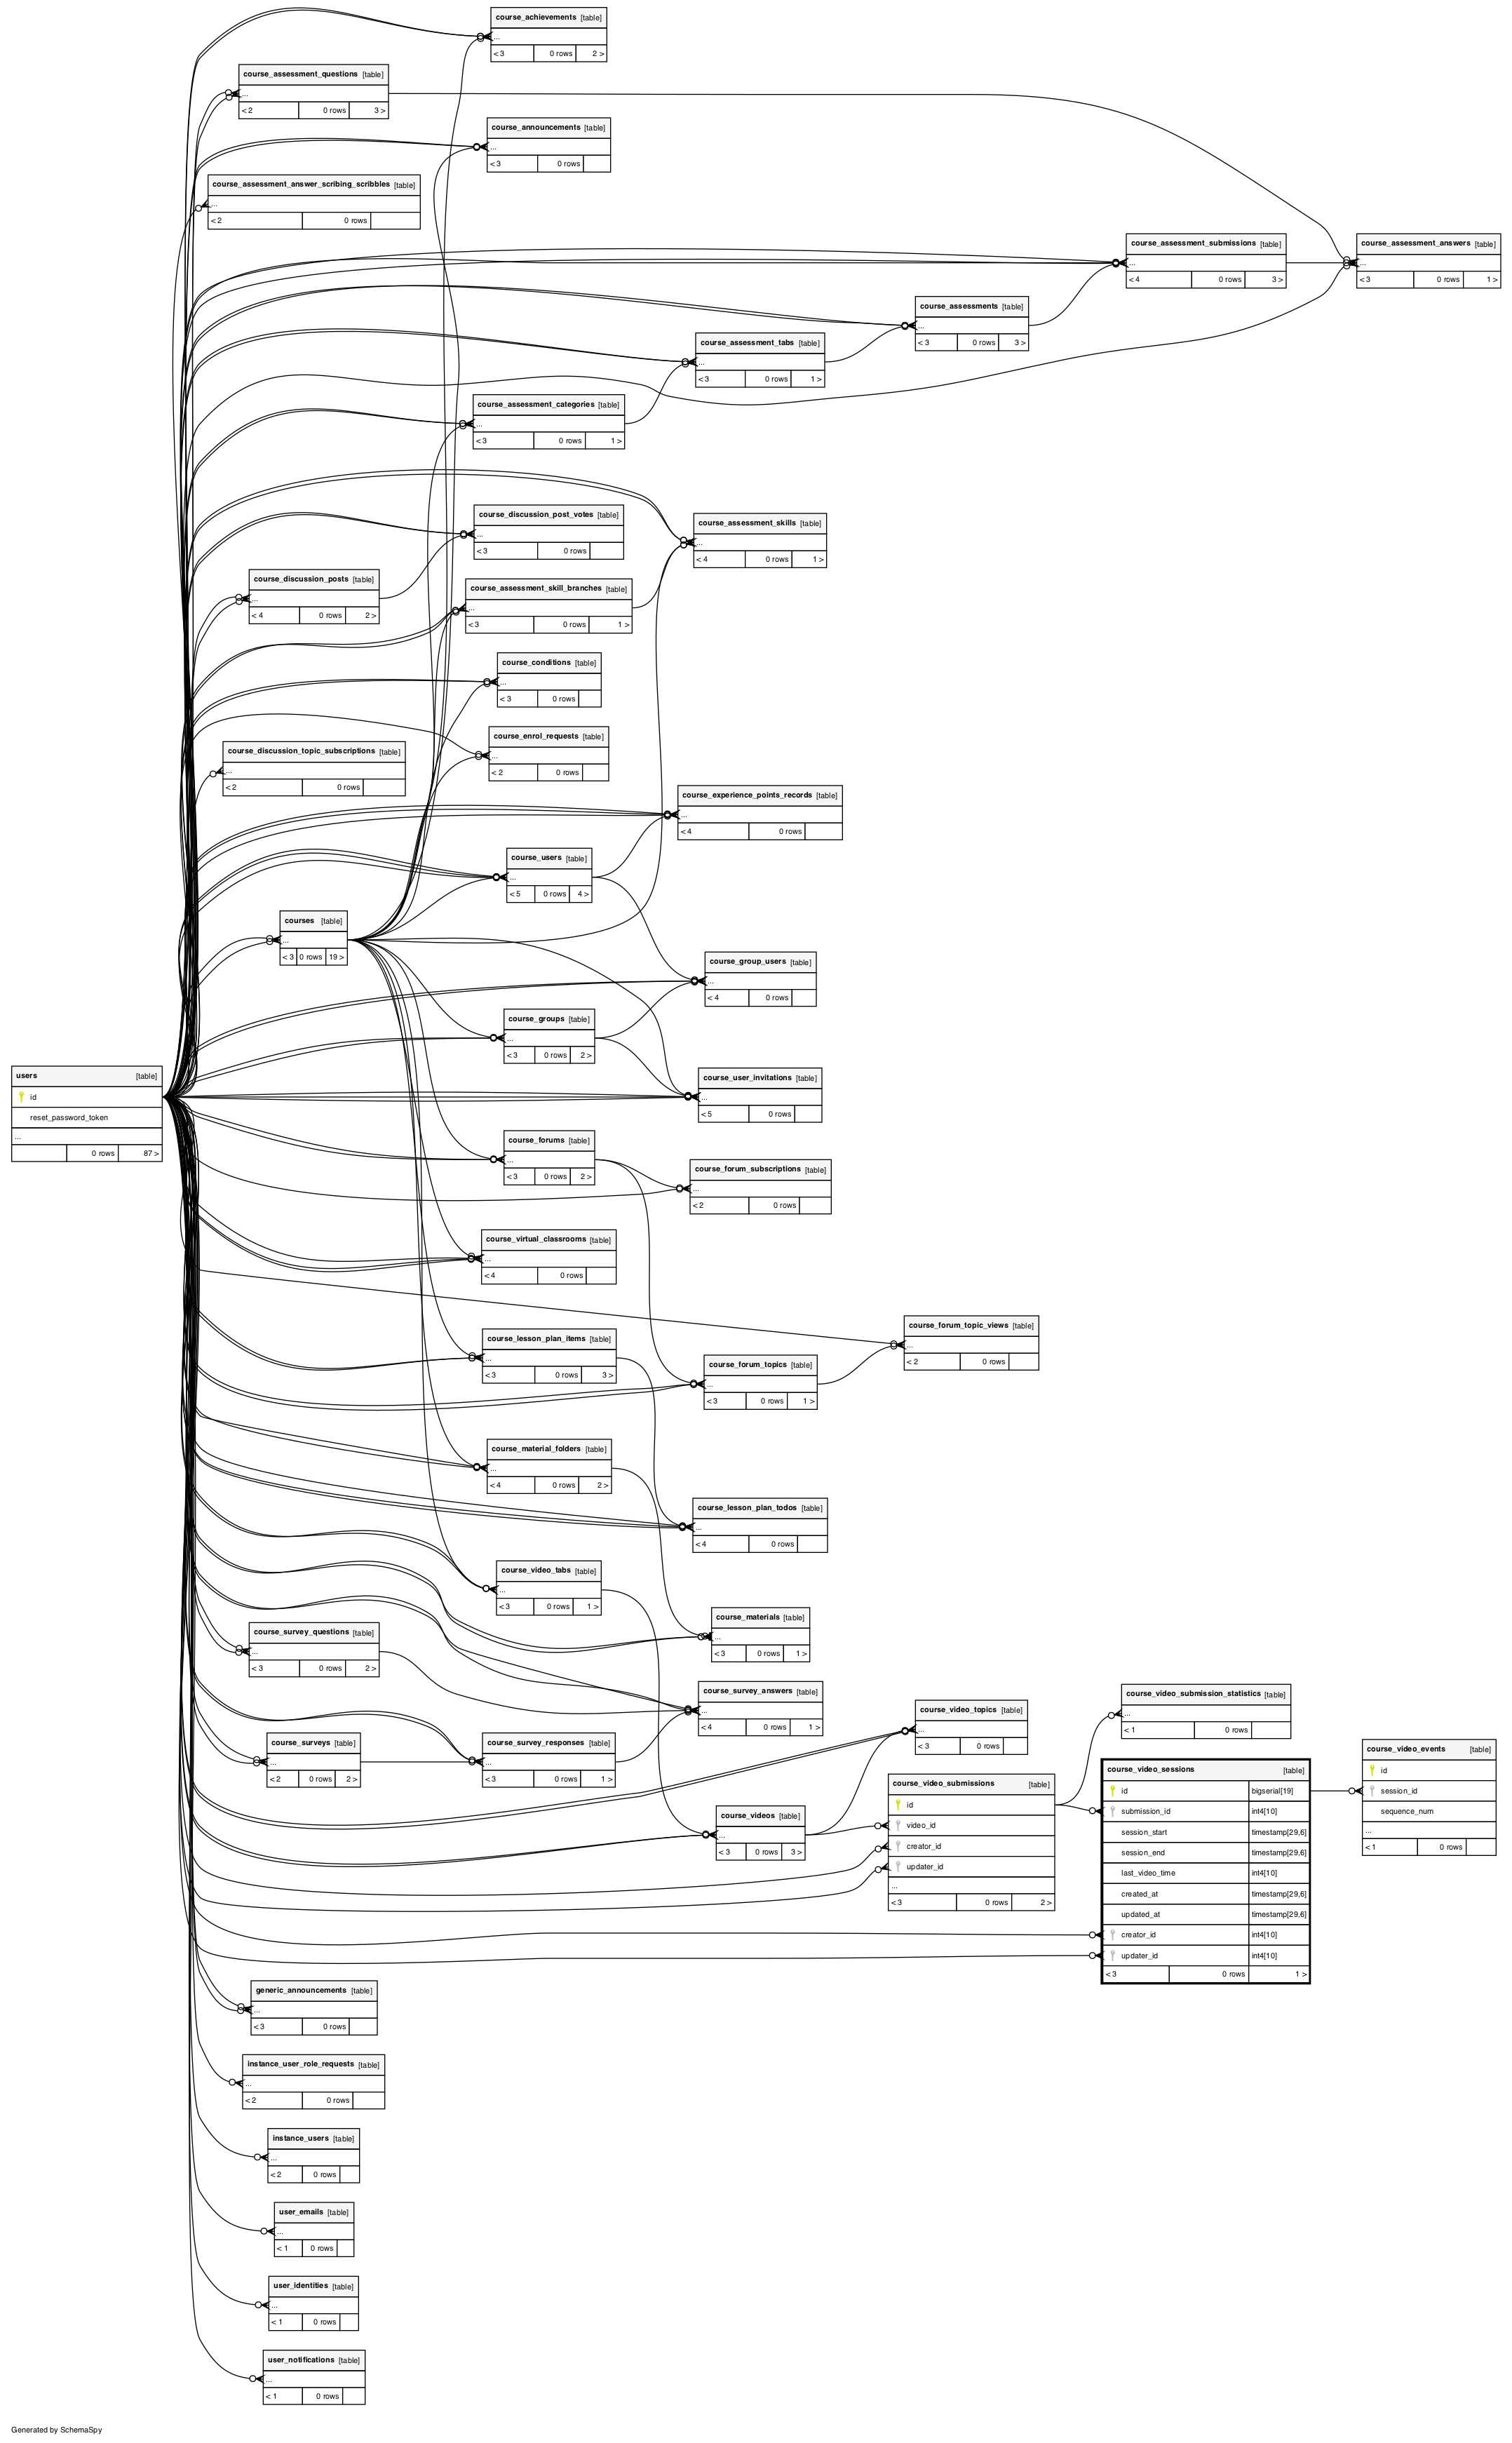 course_achievements [table]
...
< 3 0 rows 2 >
course_assessment_questions [table]
...
< 2 0 rows 3 >
course_announcements [table]
...
< 3 0 rows
course_assessment_answer_scribing_scribbles [table]
...
< 2 0 rows
course_assessment_submissions [table]
...
< 4 0 rows 3 >
course_assessment_answers [table]
...
< 3 0 rows 1 >
course_assessments [table]
...
< 3 0 rows 3 >
course_assessment_tabs [table]
...
< 3 0 rows 1 >
course_assessment_categories [table]
...
< 3 0 rows 1 >
course_discussion_post_votes [table]
...
< 3 0 rows
course_assessment_skills [table]
...
< 4 0 rows 1 >
course_discussion_posts [table]
...
< 4 0 rows 2 >
course_assessment_skill_branches [table]
...
< 3 0 rows 1 >
course_conditions [table]
...
< 3 0 rows
course_enrol_requests [table]
...
< 2 0 rows
course_discussion_topic_subscriptions [table]
...
< 2 0 rows
course_experience_points_records [table]
...
< 4 0 rows
course_users [table]
...
< 5 0 rows 4 >
courses [table]
...
< 3 0 rows 19 >
course_group_users [table]
...
< 4 0 rows
course_groups [table]
...
< 3 0 rows 2 >
users [table]
id
reset_password_token
...
0 rows 87 >
course_user_invitations [table]
...
< 5 0 rows
course_forums [table]
...
< 3 0 rows 2 >
course_forum_subscriptions [table]
...
< 2 0 rows
course_virtual_classrooms [table]
...
< 4 0 rows
course_forum_topic_views [table]
...
< 2 0 rows
course_lesson_plan_items [table]
...
< 3 0 rows 3 >
course_forum_topics [table]
...
< 3 0 rows 1 >
course_material_folders [table]
...
< 4 0 rows 2 >
course_lesson_plan_todos [table]
...
< 4 0 rows
course_video_tabs [table]
...
< 3 0 rows 1 >
course_materials [table]
...
< 3 0 rows 1 >
course_survey_questions [table]
...
< 3 0 rows 2 >
course_survey_answers [table]
...
< 4 0 rows 1 >
course_video_submission_statistics [table]
...
< 1 0 rows
course_video_topics [table]
...
< 3 0 rows
course_surveys [table]
...
< 2 0 rows 2 >
course_survey_responses [table]
...
< 3 0 rows 1 >
course_video_events [table]
id
session_id
sequence_num
...
< 1 0 rows
course_video_sessions [table]
id bigserial[19]
submission_id int4[10]
session_start timestamp[29,6]
session_end timestamp[29,6]
last_video_time int4[10]
created_at timestamp[29,6]
updated_at timestamp[29,6]
creator_id int4[10]
updater_id int4[10]
< 3 0 rows 1 >
course_video_submissions [table]
id
video_id
creator_id
updater_id
...
< 3 0 rows 2 >
course_videos [table]
...
< 3 0 rows 3 >
generic_announcements [table]
...
< 3 0 rows
instance_user_role_requests [table]
...
< 2 0 rows
instance_users [table]
...
< 2 0 rows
user_emails [table]
...
< 1 0 rows
user_identities [table]
...
< 1 0 rows
user_notifications [table]
...
< 1 0 rows
Generated by SchemaSpy